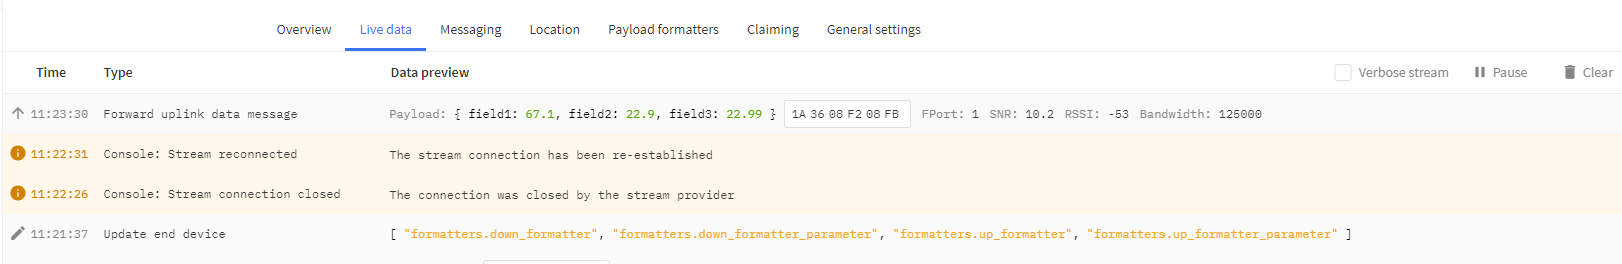 Overview Live data Messaging Location Payload formatters Claiming General settings
Time Type Data preview Verbose stream Pause Clear
11:23:30 Forward uplink data message Payload: { field1: 67.1, field2: 22.9, field3: 22.99 } 1A 36 08 F2 08 FB FPort: 1 SNR: 10.2 RSSI: -53 Bandwidth: 125000
11:22:31 Console: Stream reconnected The stream connection has been re-established
11:22:26 Console: Stream connection closed The connection was closed by the stream provider
11:21:37 Update end device [ "formatters.down_formatter", "formatters.down_formatter_parameter", "formatters.up_formatter", "formatters.up_formatter_parameter" ]